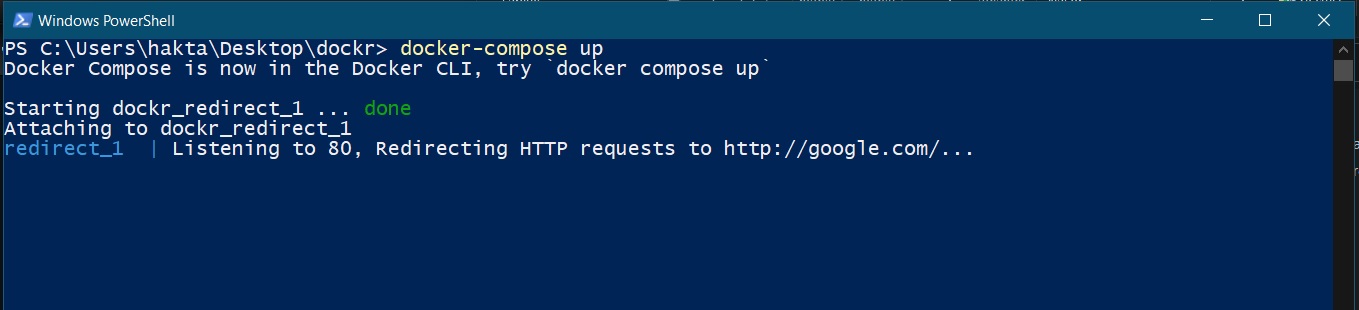 Windows PowerShell
PS C:\Users\hakta\Desktop\dockr> docker-compose up
Docker Compose is now in the Docker CLI, try `docker compose up`
Starting dockr_redirect_1 ... done
Attaching to dockr_redirect_1
redirect_1  | Listening to 80, Redirecting HTTP requests to http://google.com/...